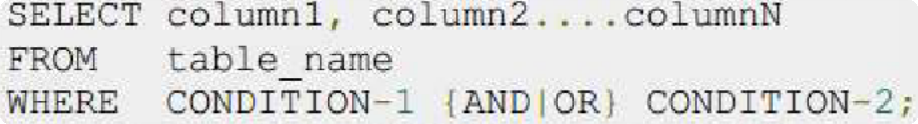 SELECT column1, column2....columnN
FROM   table_name
WHERE  CONDITION-1 {AND|OR} CONDITION-2;